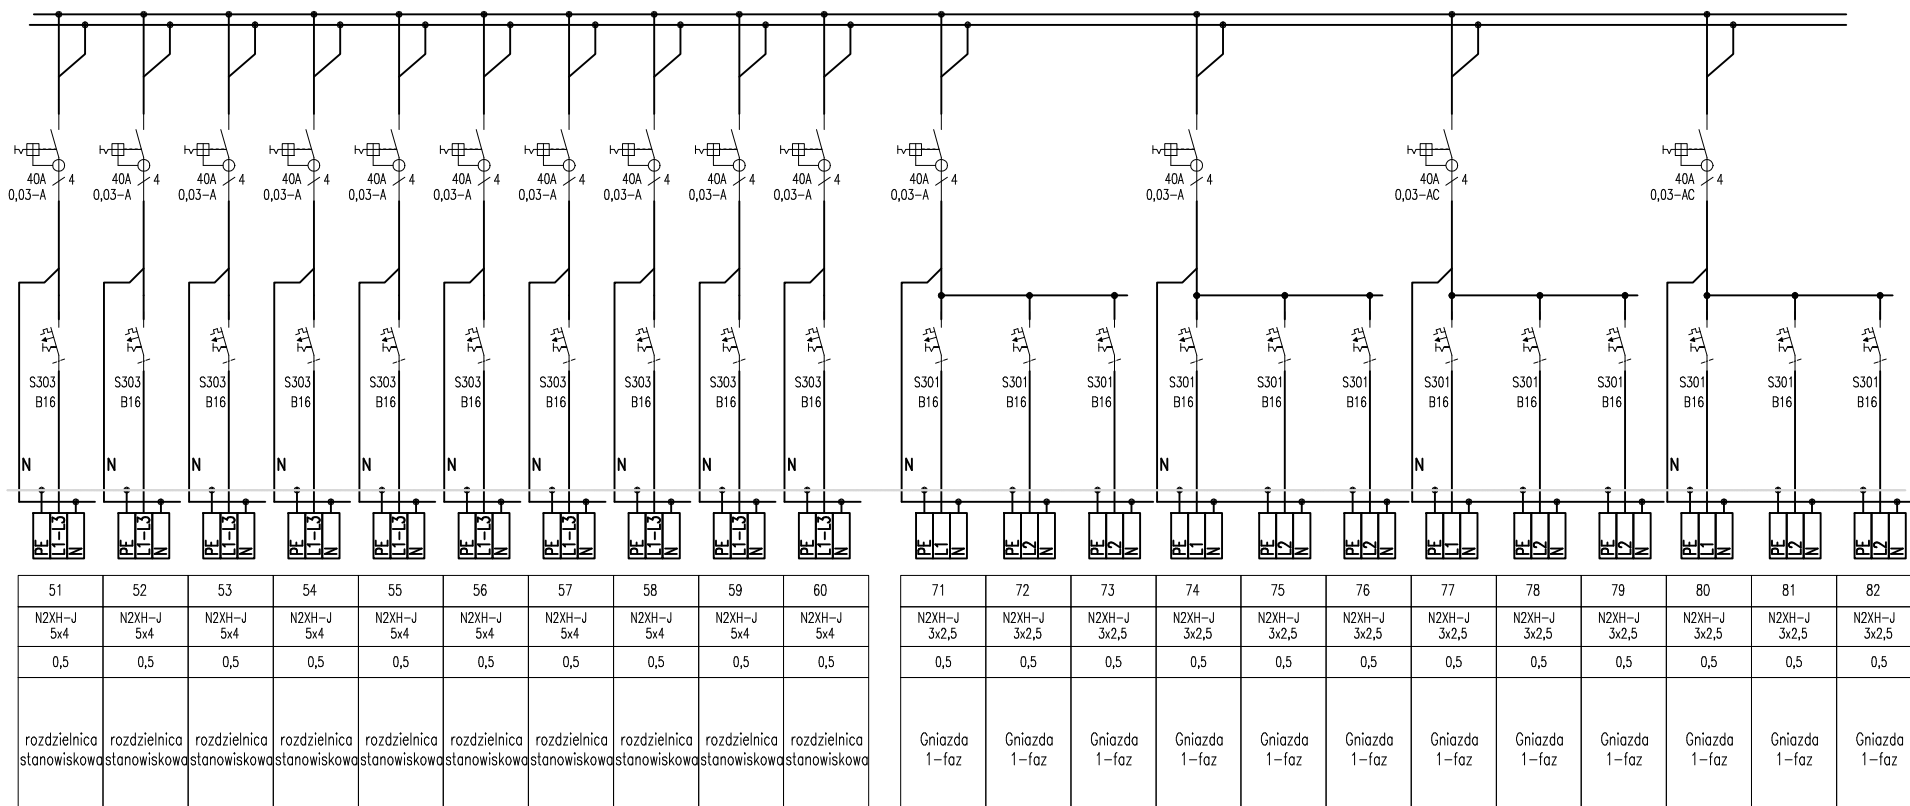 40A 4 40A 4 40A 4 40A 4 40A 4 40A 4 40A 4 40A 4 40A 4 40A 4 40A 4 40A 4 40A 4 40A 4
0,03-A 0,03-A 0,03-A 0,03-A 0,03-A 0,03-A 0,03-A 0,03-A 0,03-A 0,03-A 0,03-A 0,03-A 0,03-AC 0,03-AC
S303 S303 S303 S303 S303 S303 S303 S303 S303 S303 S301 S301 S301 S301 S301 S301 S301 S301 S301 S301 S301 S301
B16 B16 B16 B16 B16 B16 B16 B16 B16 B16 B16 B16 B16 B16 B16 B16 B16 B16 B16 B16 B16 B16
N N N N N N N N N N N N N N
PE L1-L3 N PE L1-L3 N PE L1-L3 N PE L1-L3 N PE L1-L3 N PE L1-L3 N PE L1-L3 N PE L1-L3 N PE L1-L3 N PE L1-L3 N PE L1 N PE L2 N PE L2 N PE L1 N PE L2 N PE L2 N PE L1 N PE L2 N PE L2 N PE L1 N PE L2 N PE L2 N
51 52 53 54 55 56 57 58 59 60 71 72 73 74 75 76 77 78 79 80 81 82
N2XH-J N2XH-J N2XH-J N2XH-J N2XH-J N2XH-J N2XH-J N2XH-J N2XH-J N2XH-J N2XH-J N2XH-J N2XH-J N2XH-J N2XH-J N2XH-J N2XH-J N2XH-J N2XH-J N2XH-J N2XH-J N2XH-J
5x4 5x4 5x4 5x4 5x4 5x4 5x4 5x4 5x4 5x4 3x2,5 3x2,5 3x2,5 3x2,5 3x2,5 3x2,5 3x2,5 3x2,5 3x2,5 3x2,5 3x2,5 3x2,5
0,5 0,5 0,5 0,5 0,5 0,5 0,5 0,5 0,5 0,5 0,5 0,5 0,5 0,5 0,5 0,5 0,5 0,5 0,5 0,5 0,5 0,5
rozdzielnica rozdzielnica rozdzielnica rozdzielnica rozdzielnica rozdzielnica rozdzielnica rozdzielnica rozdzielnica rozdzielnica Gniazda Gniazda Gniazda Gniazda Gniazda Gniazda Gniazda Gniazda Gniazda Gniazda Gniazda Gniazda
stanowiskowa stanowiskowa stanowiskowa stanowiskowa stanowiskowa stanowiskowa stanowiskowa stanowiskowa stanowiskowa stanowiskowa 1-faz 1-faz 1-faz 1-faz 1-faz 1-faz 1-faz 1-faz 1-faz 1-faz 1-faz 1-faz